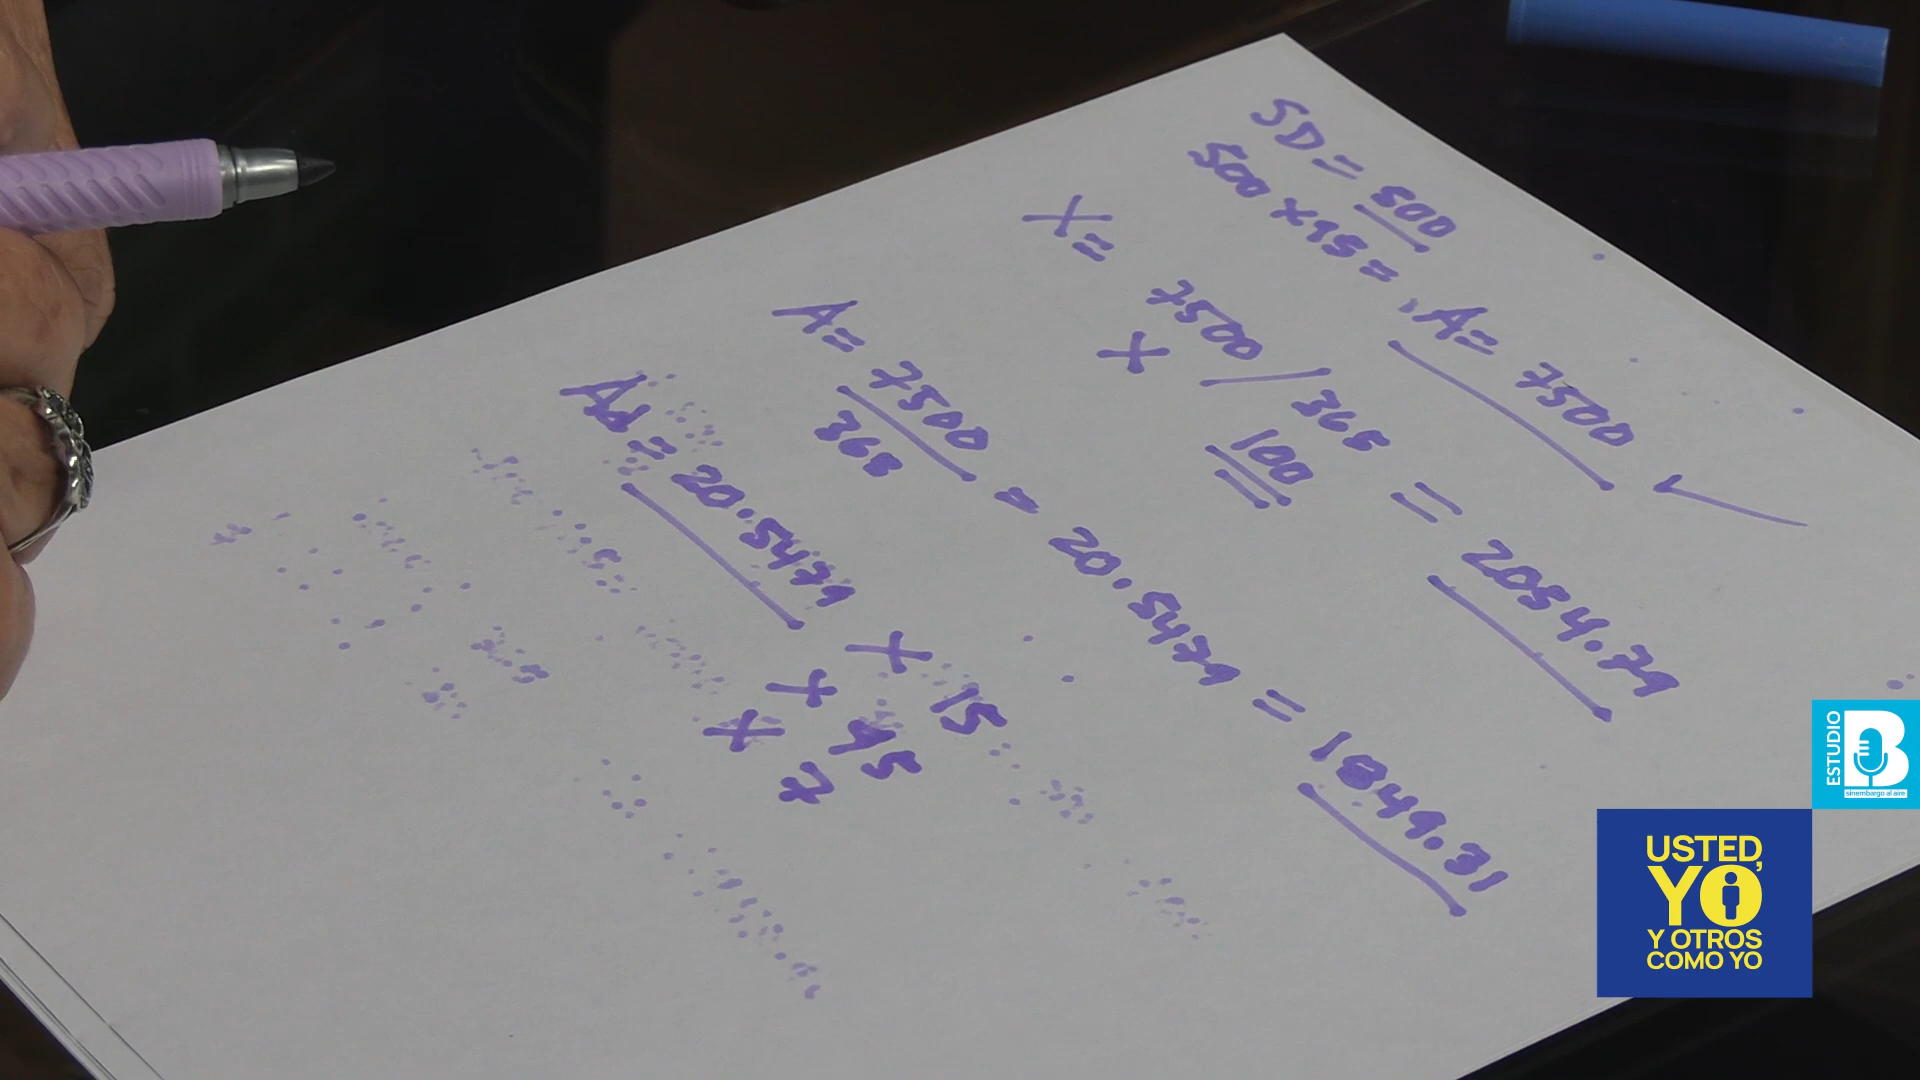 SD = 500
500 x 15 = A = 7500 ✓
X =
7500 / 365 = 2054.79
X 100
A = 7500 = 20.5479 = 1849.31
365
Ad = 20.5479 X 15
X 95
X 7
ESTUDIO B
sinembargo al aire
USTED,
YO
Y OTROS
COMO YO